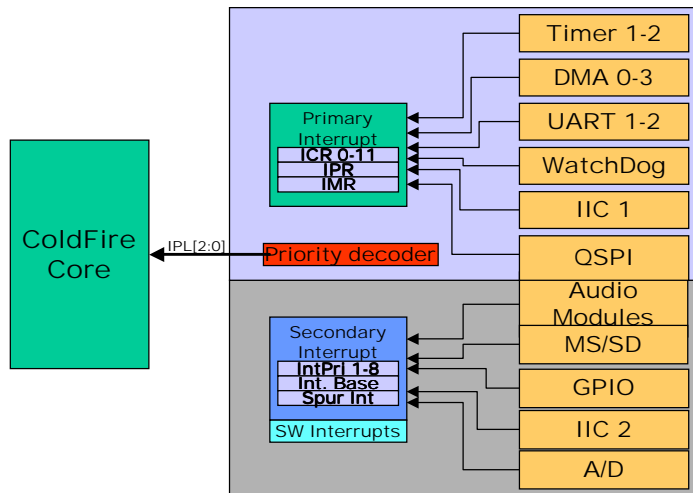 Timer 1-2
DMA 0-3
UART 1-2
WatchDog
IIC 1
QSPI
Primary
Interrupt
ICR 0-11
IPR
IMR
ColdFire
Core
IPL[2:0]
Priority decoder
Audio
Modules
MS/SD
GPIO
IIC 2
A/D
Secondary
Interrupt
IntPri 1-8
Int. Base
Spur Int
SW Interrupts